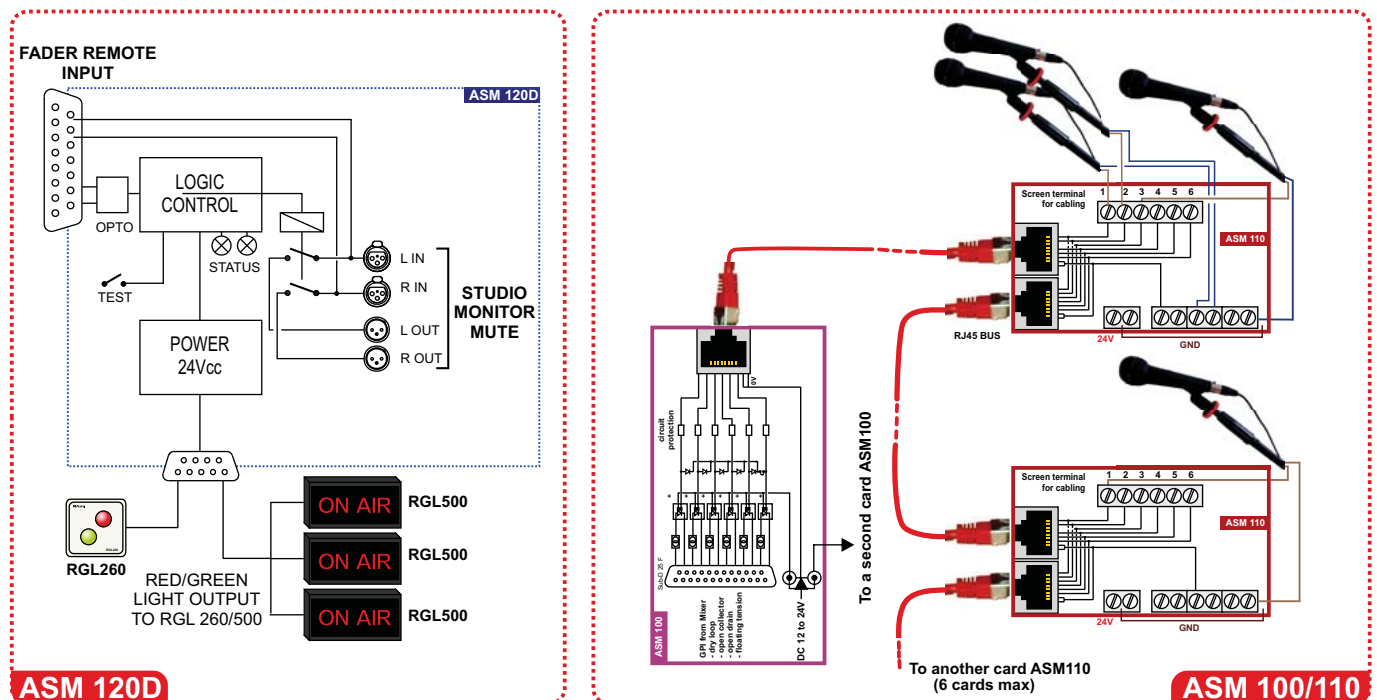 FADER REMOTE
INPUT
ASM 120D
LOGIC
CONTROL
OPTO
STATUS
TEST
L IN
R IN
L OUT
R OUT
STUDIO
MONITOR
MUTE
POWER
24Vcc
RGL260
RED/GREEN
LIGHT OUTPUT
TO RGL 260/500
ON AIR
RGL500
ON AIR
RGL500
ON AIR
RGL500
ASM 120D
Screen terminal
for cabling
1 2 3 4 5 6
ASM 110
RJ45 BUS
24V
GND
0V
circuit
protection
+ + + + + +
Sub-D 25 F
ASM 100
GPI from Mixer
- dry loop
- open collector
- open drain
- floating tension
DC 12 to 24V
To a second card ASM100
Screen terminal
for cabling
1 2 3 4 5 6
ASM 110
24V
GND
To another card ASM110
(6 cards max)
ASM 100/110